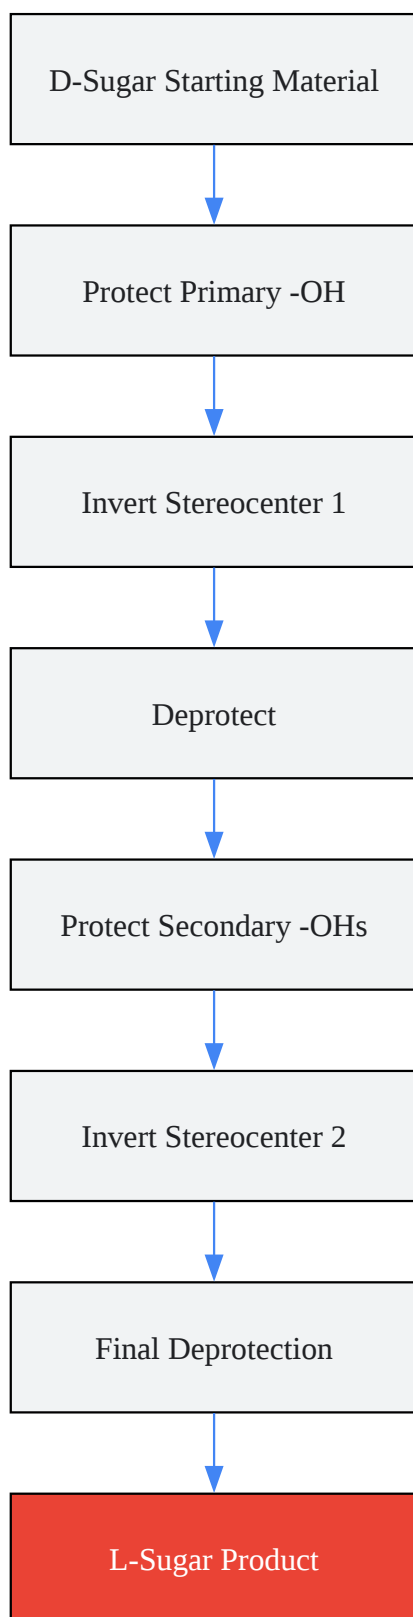 D-Sugar Starting Material
Protect Primary -OH
Invert Stereocenter 1
Deprotect
Protect Secondary -OHs
Invert Stereocenter 2
Final Deprotection
L-Sugar Product